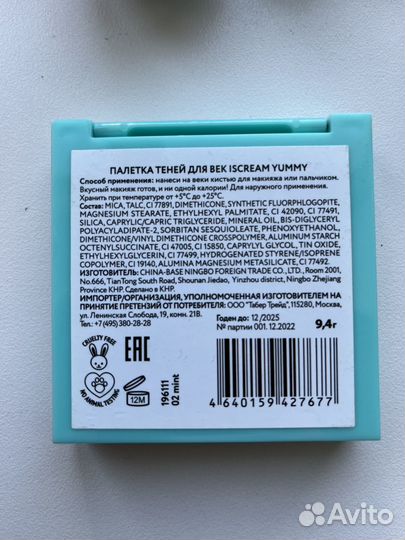 ПАЛЕТКА ТЕНЕЙ ДЛЯ ВЕК ISCREAM YUMMY
Способ применения: нанеси на веки кистью для макияжа или пальчиком.
Вкусный макияж готов, и ни одной калории! Для наружного применения.
Хранить при температуре от +5°C до +25°C.
Состав: MICA, TALC, CI 77891, DIMETHICONE, SYNTHETIC FLUORPHLOGOPITE,
MAGNESIUM STEARATE, ETHYLHEXYL PALMITATE, CI 42090, CI 77491,
SILICA, CAPRYLIC/CAPRIC TRIGLYCERIDE, MINERAL OIL, BIS-DIGLYCERYL
POLYACYLADIPATE-2, SORBITAN SESQUIOLEATE, PHENOXYETHANOL,
DIMETHICONE/VINYL DIMETHICONE CROSSPOLYMER, ALUMINUM STARCH
OCTENYLSUCCINATE, CI 47005, CI 15850, CAPRYLYL GLYCOL, TIN OXIDE,
ETHYLHEXYLGLYCERIN, CI 77499, HYDROGENATED STYRENE/ISOPRENE
COPOLYMER, CI 19140, ALUMINA MAGNESIUM METASILICATE, CI 77492.
ИЗГОТОВИТЕЛЬ: CHINA-BASE NINGBO FOREIGN TRADE CO., LTD., Room 2001,
No.666, TianTong South Road, Shounan Jiedao, Yinzhou district, Ningbo Zhejiang
Province КНР. Сделано в КНР.
ИМПОРТЕР/ОРГАНИЗАЦИЯ, УПОЛНОМОЧЕННАЯ ИЗГОТОВИТЕЛЕМ НА
ПРИНЯТИЕ ПРЕТЕНЗИЙ ОТ ПОТРЕБИТЕЛЯ: ООО "Табер Трейд", 115280, Москва,
ул. Ленинская Слобода, 19, комн. 21В.
Тел.: +7(495)380-28-28
Годен до: 12/2025
№ партии 001. 12.2022
9,4 г
CRUELTY FREE
NO ANIMAL TESTING
EAC
12M
196111
02 mint
4 640159 427677
Avito